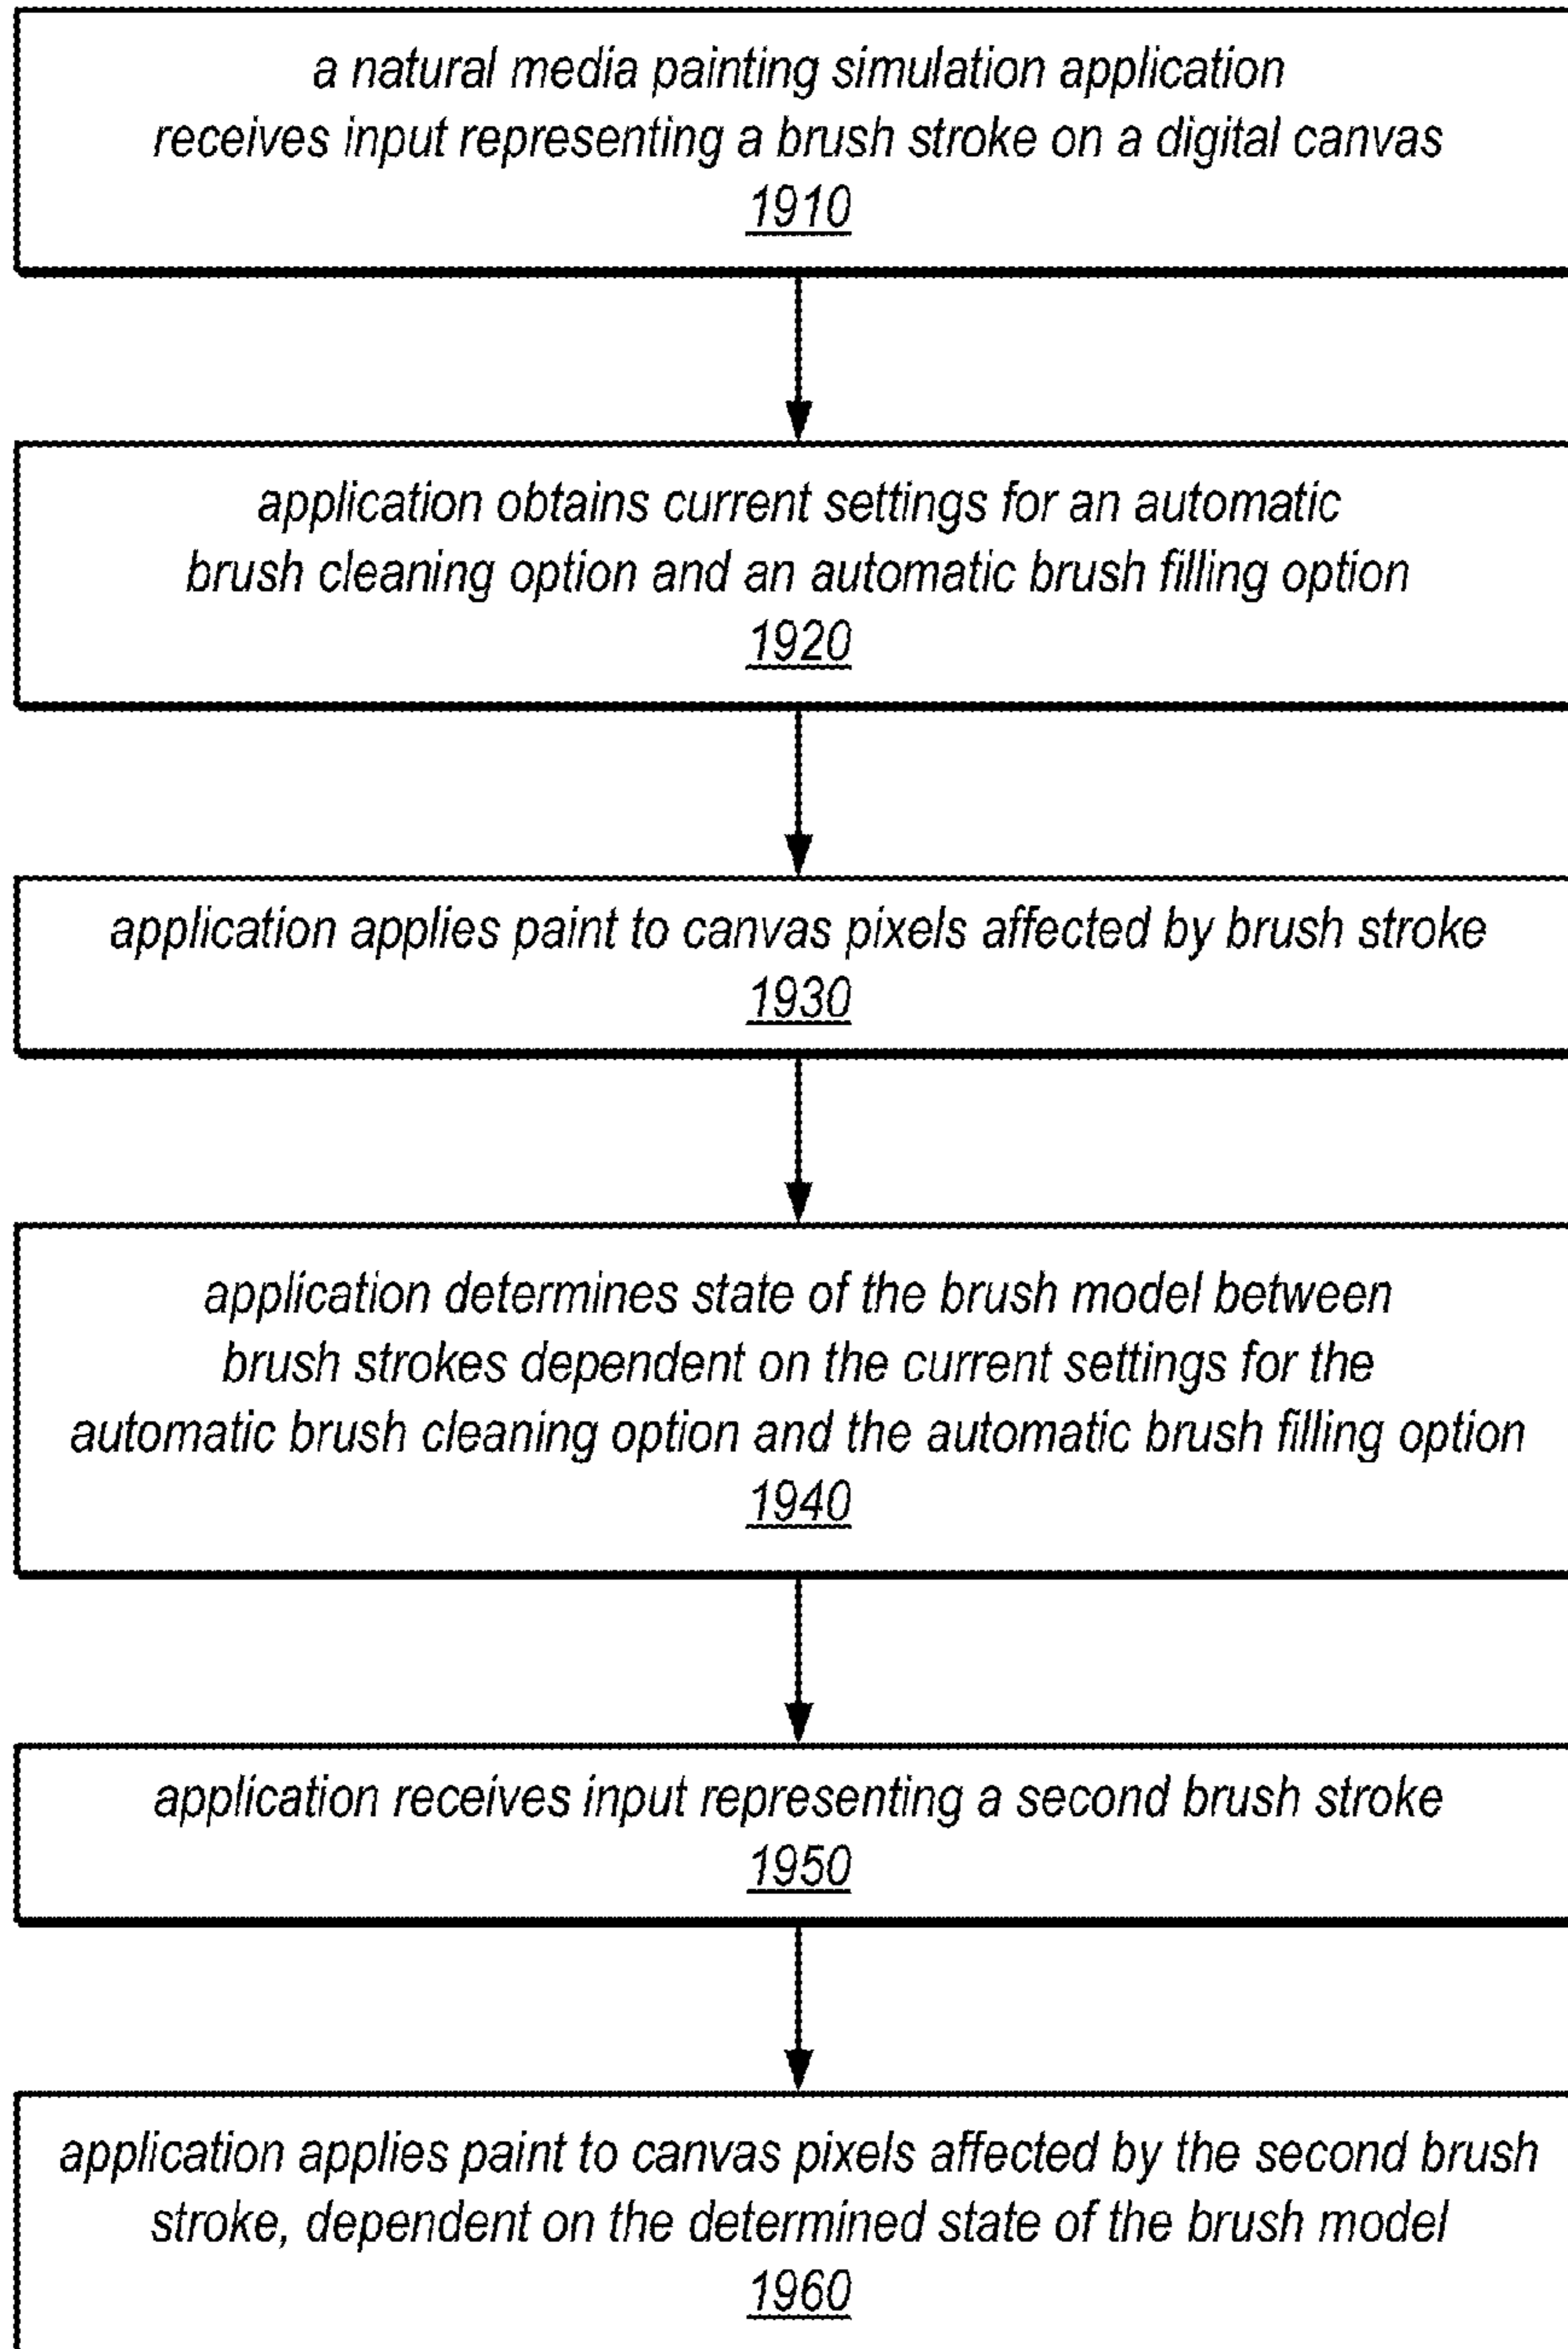 a natural media painting simulation application
receives input representing a brush stroke on a digital canvas
1910
application obtains current settings for an automatic
brush cleaning option and an automatic brush filling option
1920
application applies paint to canvas pixels affected by brush stroke
1930
application determines state of the brush model between
brush strokes dependent on the current settings for the
automatic brush cleaning option and the automatic brush filling option
1940
application receives input representing a second brush stroke
1950
application applies paint to canvas pixels affected by the second brush
stroke, dependent on the determined state of the brush model
1960